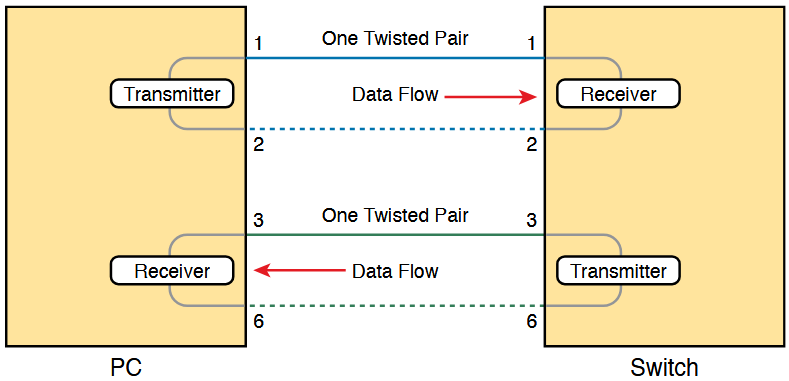 1 One Twisted Pair 1
Transmitter Data Flow Receiver
2 2
3 One Twisted Pair 3
Receiver Data Flow Transmitter
6 6
PC Switch